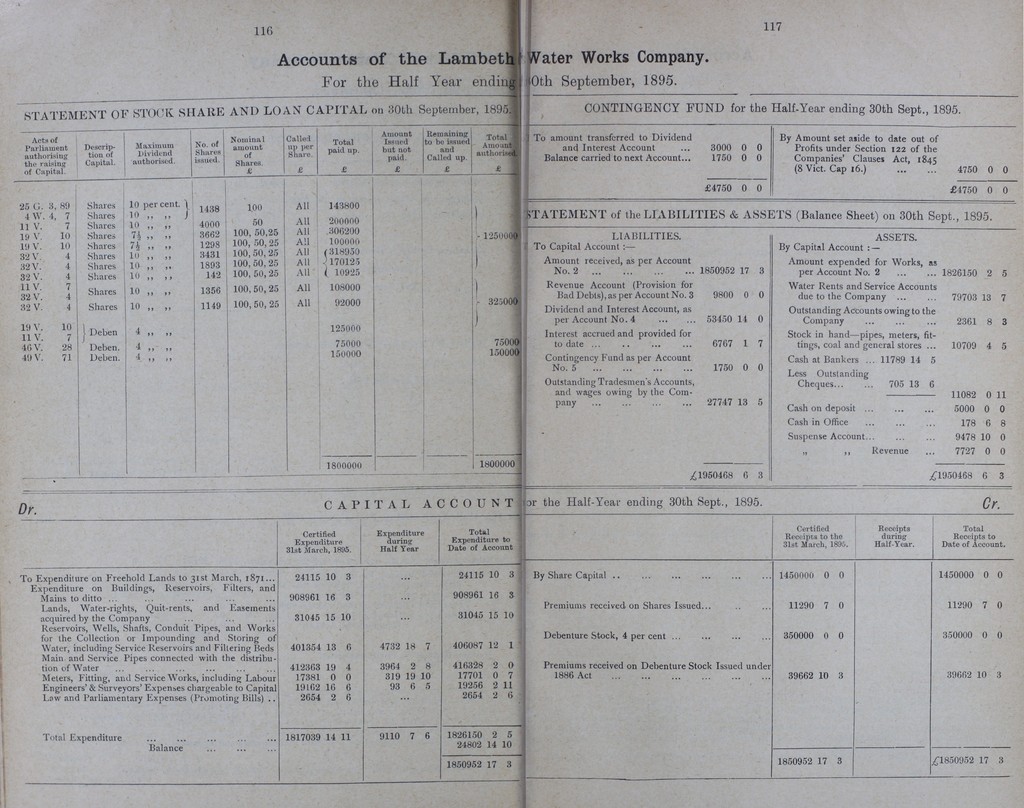 116
Accounts of the Lambeth
For the Half Year ending
STATEMENT OF STOCK SHARE AND LOAN CAPITAL on 30th September, 1895.
Acts of Parliament authorising the raising of Capital. Descrip-tion of Capital. Maximum Dividend authorised. No. of Shares issued. Nominal amount of Shares. £ Called up per Share. £ Total paid up. £ Amount Issued but not paid. £ Remaining to be issued and Called up. £ Total Amount authorised. £
25 G. 3, 89 Shares 10 per cent. } 1438 100 All 143800
4 W. 4, 7 Shares 10 ,, ,, }
11 V. 7 Shares 10 ,, ,, 4000 50 All 200000
19 V. 10 Shares 7½ ,, ,, 3662 100, 50, 25 All 306200 1250000
19 V. 10 Shares 7½ ,, ,, 1298 100, 50, 25 All 100000
32 V. 4 Shares 10 ,, ,, 3431 100, 50, 25 All 318950
32 V. 4 Shares 10 ,, ,, 1893 100, 50, 25 All 170125
32 V. 4 Shares 10 ,, ,, 142 100, 50, 25 All 10925
11 V. 7
32 V. 4 Shares 10 ,, ,, 1356 100, 50, 25 All 108000
32 V. 4 Shares 10 ,, ,, 1149 100, 50, 25 All 92000 325000
19 V. 10
11 V. 7 } Deben 4 ,, ,, 125000
46 V. 28 Deben. 4 ,, ,, 75000 75000
49 V. 71 Deben. 4 ,, ,, 150000 150000
1800000 1800000
117
Water Works Company.
0th September, 1895.
CONTINGENCY FUND for the Half-Year ending 30th Sept., 1895.
To amount transferred to Dividend
and Interest Account ... 3000 0 0
Balance carried to next Account... 1750 0 0
£4750 0 0
By Amount set aside to date out of
Profits under Section 122 of the
Companies' Clauses Act, 1845
(8 Vict. Cap 16.) ... ... 4750 0 0
£4750 0 0
STATEMENT of the LIABILITIES & ASSETS (Balance Sheet) on 30th Sept., 1895.
LIABILITIES.
To Capital Account :—
Amount received, as per Account
No. 2 ... ... ... ... 1850952 17 3
Revenue Account (Provision for
Bad Debts), as per Account No. 3 9800 0 0
Dividend and Interest Account, as
per Account No. 4 ... ... 53450 14 0
Interest accrued and provided for
to date ... .. ... ... 6767 1 7
Contingency Fund as per Account
No. 5 ... ... ... ... 1750 0 0
Outstanding Tradesmen's Accounts,
and wages owing by the Com-
pany ... ... ... ... 27747 13 5
£1950468 6 3
ASSETS.
By Capital Account :—
Amount expended for Works, as
per Account No. 2 ... ... 1826150 2 5
Water Rents and Service Accounts
due to the Company ... ... 79703 13 7
Outstanding Accounts owing to the
Company ... ... ... 2361 8 3
Stock in hand—pipes, meters, fit-
tings, coal and general stores ... 10709 4 5
Cash at Bankers ... 11789 14 5
Less Outstanding
Cheques... ... 705 13 6
11082 0 11
Cash on deposit ... ... ... 5000 0 0
Cash in Office ... ... ... 178 6 8
Suspense Account... ... ... 9478 10 0
,, ,, Revenue ... 7727 0 0
£1950468 6 3
Dr. CAPITAL ACCOUNT or the Half-Year ending 30th Sept., 1895. Cr.
Certified Expenditure 31st March, 1895. Expenditure during Half Year Total Expenditure to Date of Account
To Expenditure on Freehold Lands to 31st March, 1871... 24115 10 3 ... 24115 10 3
Expenditure on Buildings, Reservoirs, Filters, and
Mains to ditto ... ... ... ... ... 908961 16 3 ... 908961 16 3
Lands, Water-rights, Quit-rents, and Easements
acquired by the Company ... ... ... 31045 15 10 ... 31045 15 10
Reservoirs, Wells, Shafts, Conduit Pipes, and Works
for the Collection or Impounding and Storing of
Water, including Service Reservoirs and Filtering Beds 401354 13 6 4732 18 7 406087 12 1
Main and Service Pipes connected with the distribu-
tion of Water ... ... ... ... ... 412363 19 4 3964 2 8 416328 2 0
Meters, Fitting, and Service Works, including Labour 17381 0 0 319 19 10 17701 0 7
Engineers' & Surveyors' Expenses chargeable to Capital 19162 16 6 93 6 5 19256 2 11
Law and Parliamentary Expenses (Promoting Bills) .. 2654 2 6 ... 2654 2 6
Total Expenditure ... ... ... ... ... 1817039 14 11 9110 7 6 1826150 2 5
Balance ... ... ... 24802 14 10
1850952 17 3
Certified Receipts to the 31st March, 1895. Receipts during Half-Year. Total Receipts to Date of Account.
By Share Capital .. ... ... ... ... ... ... 1450000 0 0 1450000 0 0
Premiums received on Shares Issued... ... .. ... 11290 7 0 11290 7 0
Debenture Stock, 4 per cent ... ... ... ... 350000 0 0 350000 0 0
Premiums received on Debenture Stock Issued under
1886 Act ... ... ... ... ... ... 39662 10 3 39662 10 3
1850952 17 3 £1850952 17 3